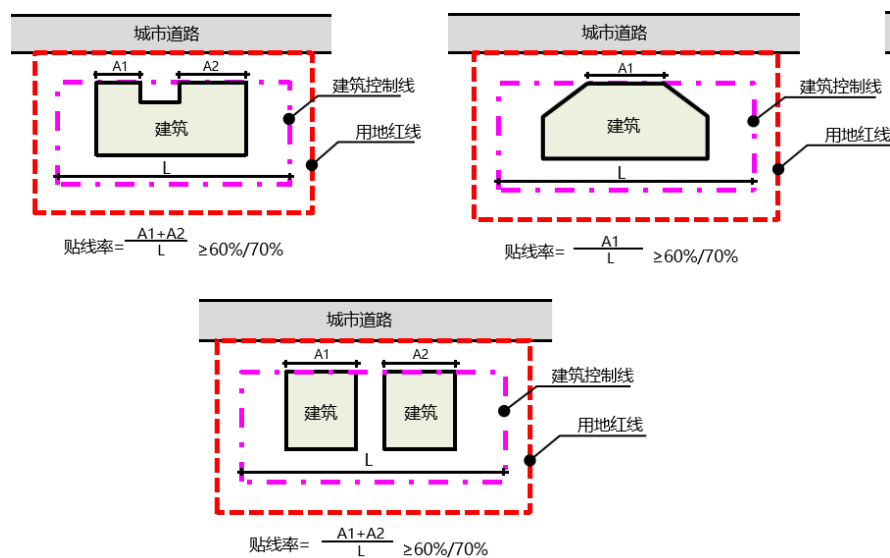 城市道路
A1
A2
建筑控制线
建筑
用地红线
L
贴线率= A1+A2 / L ≥60%/70%
城市道路
A1
建筑控制线
建筑
用地红线
L
贴线率= A1 / L ≥60%/70%
城市道路
A1
A2
建筑控制线
建筑
建筑
用地红线
L
贴线率= A1+A2 / L ≥60%/70%